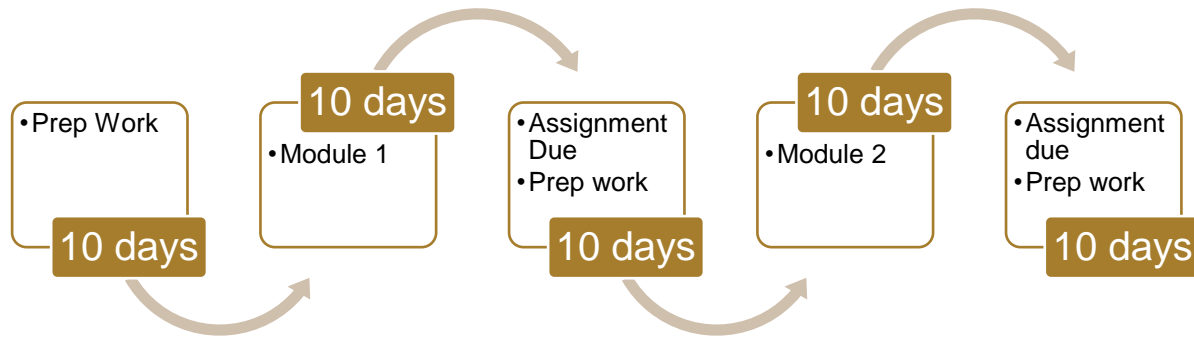 •Prep Work
10 days
10 days
•Module 1
•Assignment
Due
•Prep work
10 days
10 days
•Module 2
•Assignment
due
•Prep work
10 days